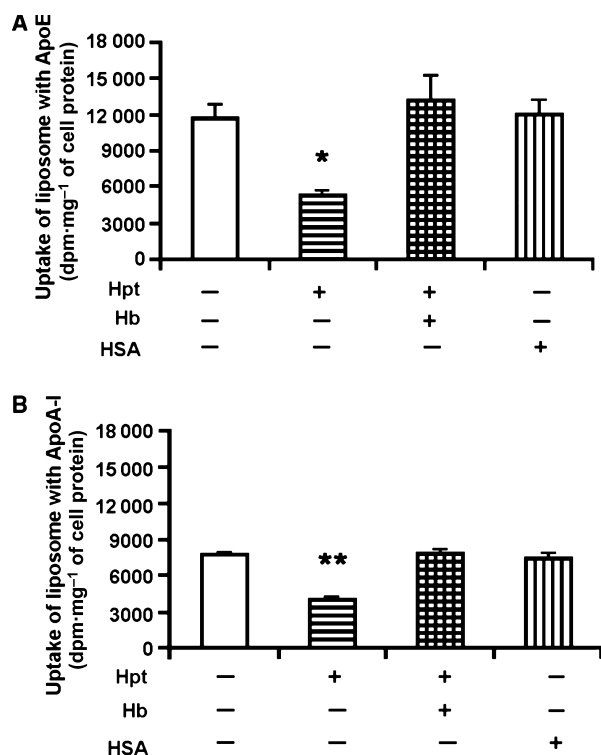 A
Uptake of liposome with ApoE
(dpm·mg⁻¹ of cell protein)
18 000
15 000
12 000
9000
6000
3000
0
*
Hpt — + + —
Hb — — + —
HSA — — — +
B
Uptake of liposome with ApoA-I
(dpm·mg⁻¹ of cell protein)
18 000
15 000
12 000
9000
6000
3000
0
**
Hpt — + + —
Hb — — + —
HSA — — — +